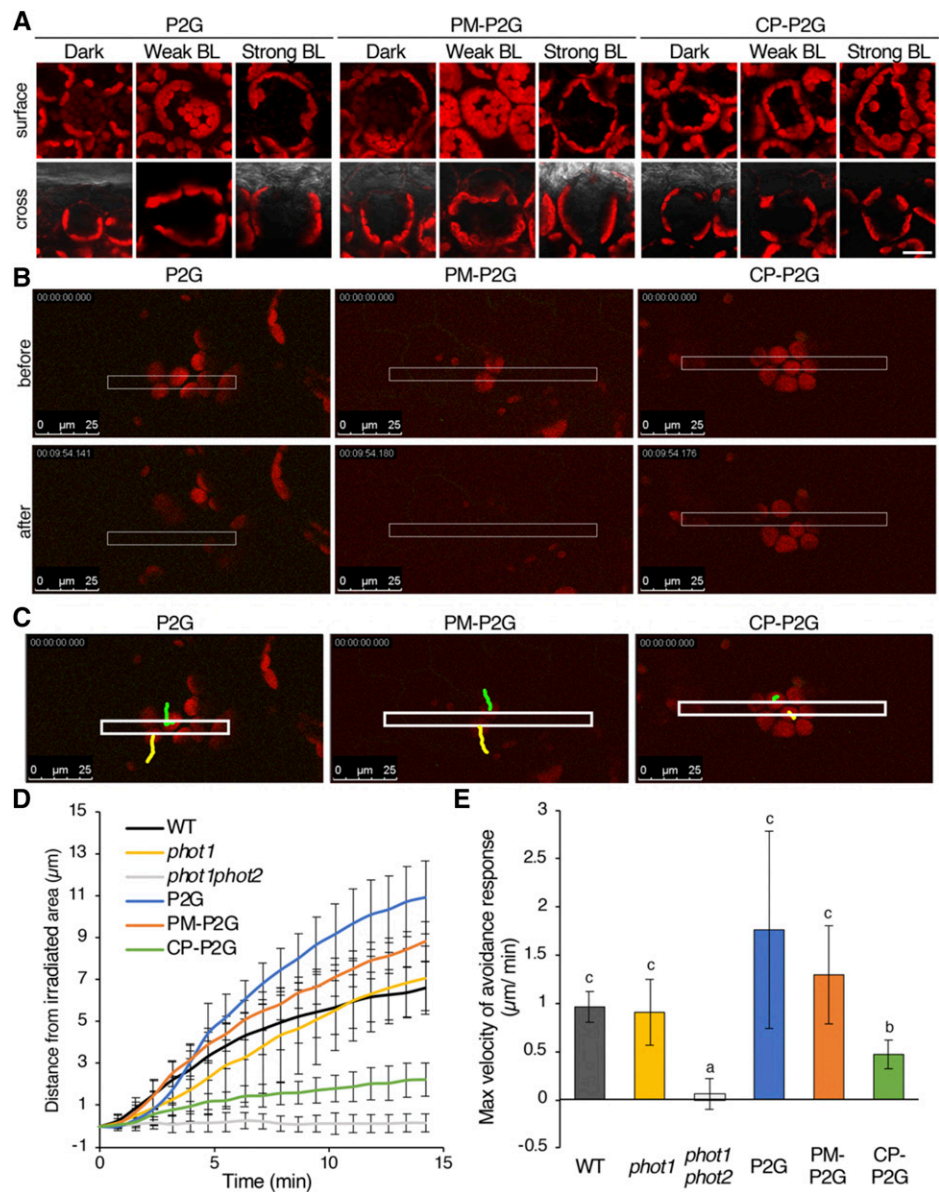 A
P2G PM-P2G CP-P2G
Dark Weak BL Strong BL Dark Weak BL Strong BL Dark Weak BL Strong BL
surface
cross
B
P2G PM-P2G CP-P2G
before
00:00:00.000 00:00:00.000 00:00:00.000
0 µm 25 0 µm 25 0 µm 25
after
00:09:54.141 00:09:54.180 00:09:54.176
0 µm 25 0 µm 25 0 µm 25
C
P2G PM-P2G CP-P2G
00:00:00.000 00:00:00.000 00:00:00.000
0 µm 25 0 µm 25 0 µm 25
D
Distance from irradiated area (µm)
15
13
11
9
7
5
3
1
-1
WT
phot1
phot1phot2
P2G
PM-P2G
CP-P2G
0 5 10 15
Time (min)
E
Max velocity of avoidance response
(µm/ min)
3
2.5
2
1.5
1
0.5
0
-0.5
c c a c c b
WT phot1 phot1 phot2 P2G PM-P2G CP-P2G